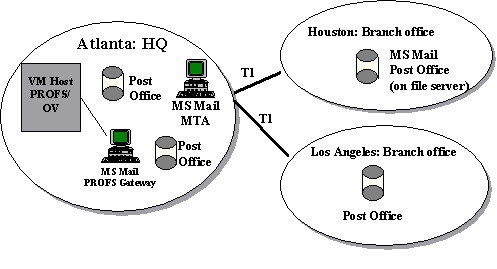 Atlanta: HQ
VM Host
PROFS/
OV
Post
Office
MS Mail
MTA
MS Mail
PROFS Gateway
Post
Office
T1
T1
Houston: Branch office
MS Mail
Post Office
(on file server)
Los Angeles: Branch office
Post Office